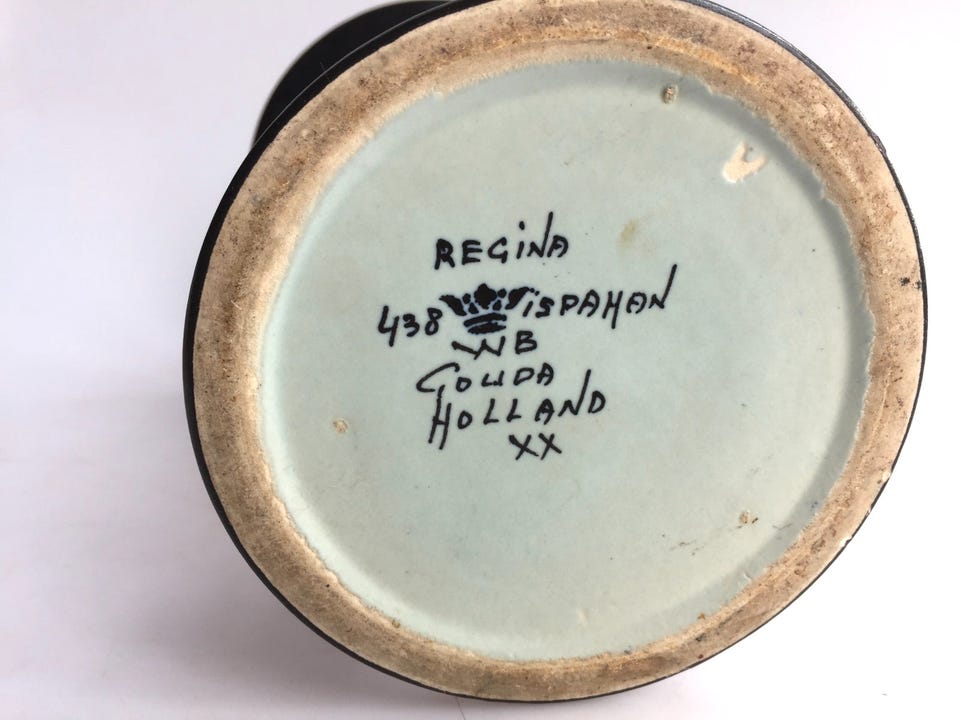 REGiNA
438 iSPAHAN
WB
GOUDA
HOLLAND
XX